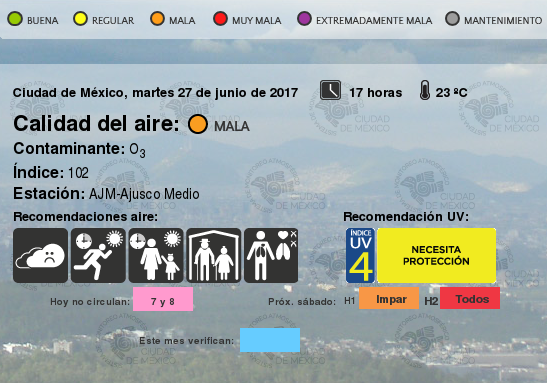 BUENA REGULAR MALA MUY MALA EXTREMADAMENTE MALA MANTENIMIENTO
Ciudad de México, martes 27 de junio de 2017 17 horas 23 ºC
Calidad del aire: MALA
Contaminante: O3
Índice: 102
Estación: AJM-Ajusco Medio
Recomendaciones aire: Recomendación UV:
ÍNDICE
UV
4
NECESITA
PROTECCIÓN
Hoy no circulan: 7 y 8 Próx. sábado: H1 Impar H2 Todos
Este mes verifican:
CIUDAD
DE MÉXICO